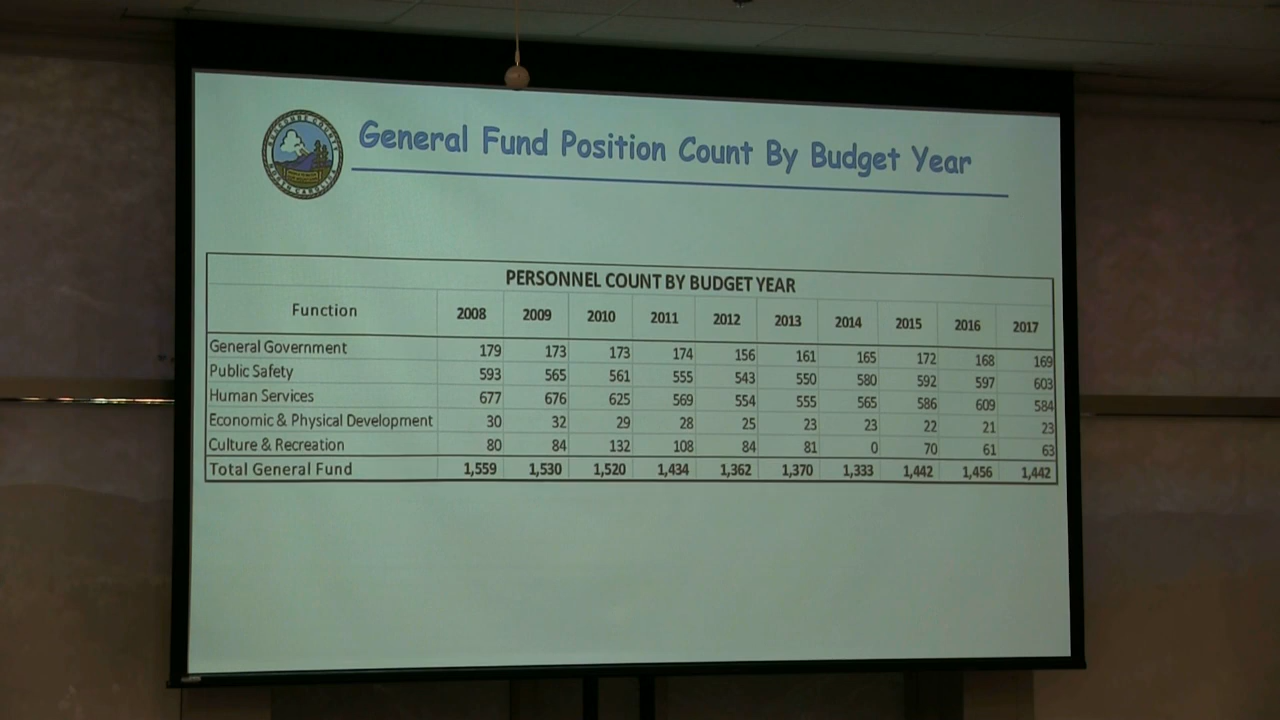 General Fund Position Count By Budget Year
PERSONNEL COUNT BY BUDGET YEAR
Function 2008 2009 2010 2011 2012 2013 2014 2015 2016 2017
General Government 179 173 173 174 156 161 165 172 168 169
Public Safety 593 565 561 555 543 550 580 592 597 603
Human Services 677 676 625 569 554 555 565 586 609 584
Economic & Physical Development 30 32 29 28 25 23 23 22 21 23
Culture & Recreation 80 84 132 108 84 81 0 70 61 63
Total General Fund 1,559 1,530 1,520 1,434 1,362 1,370 1,333 1,442 1,456 1,442